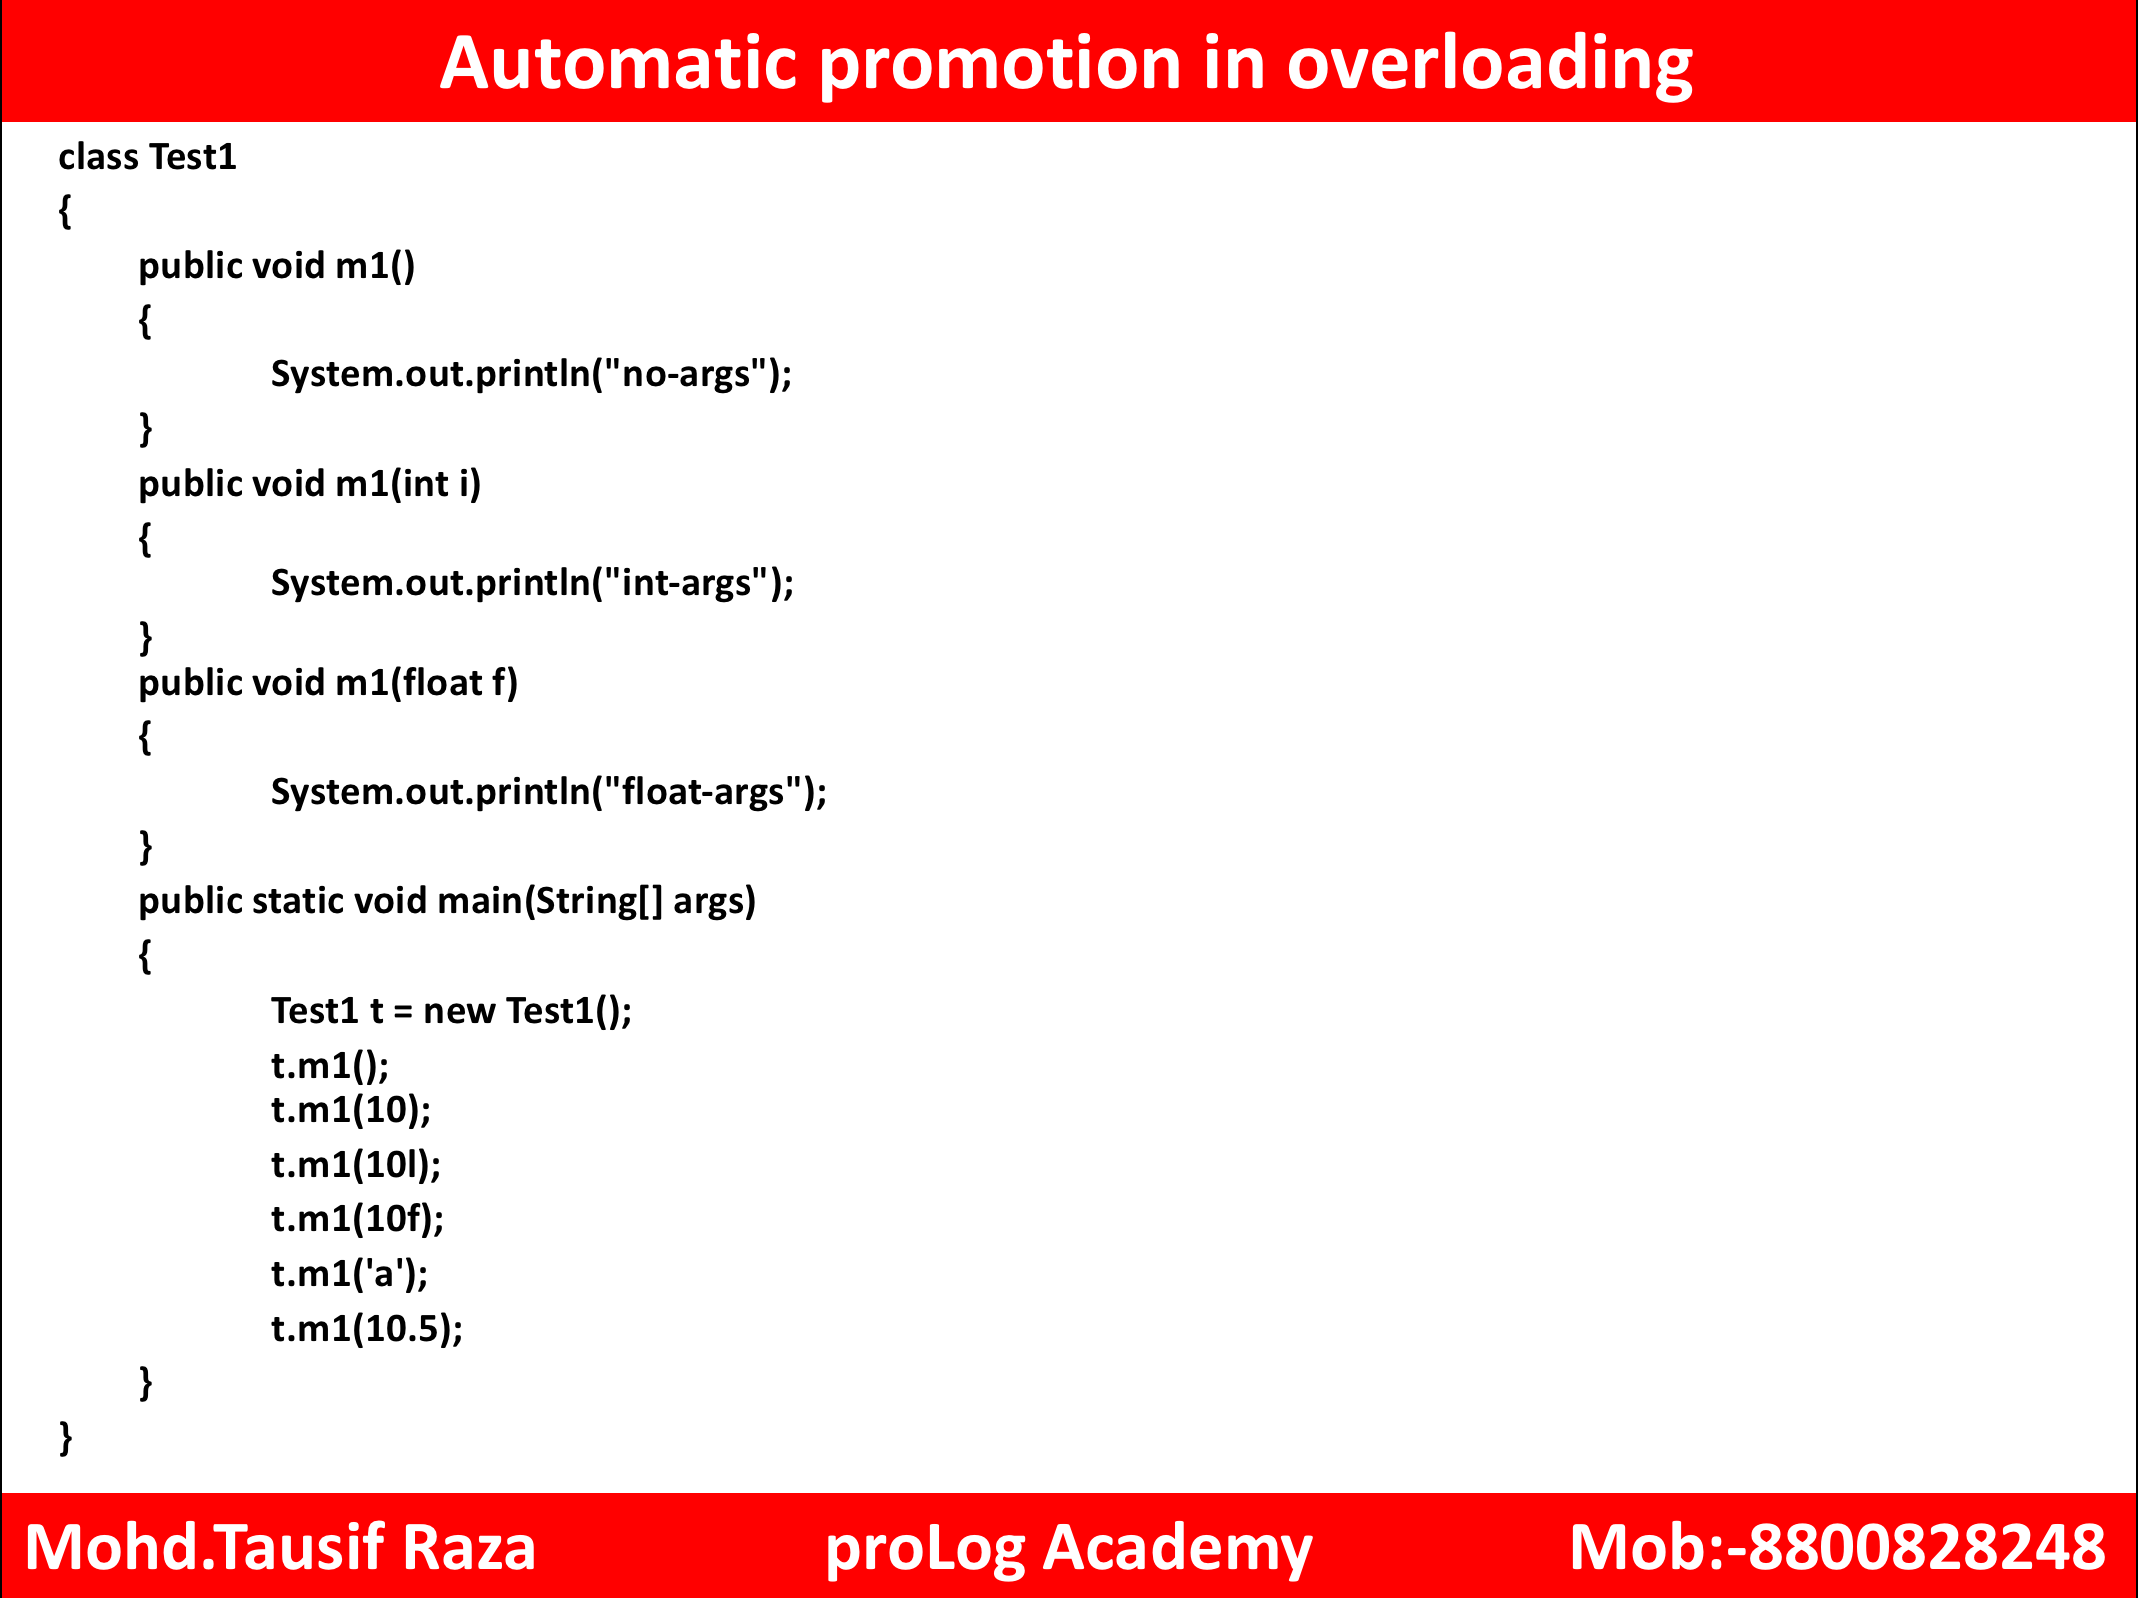 Automatic promotion in overloading
class Test1
{
public void m1()
{
System.out.println("no-args");
}
public void m1(int i)
{
System.out.println("int-args");
}
public void m1(float f)
{
System.out.println("float-args");
}
public static void main(String[] args)
{
Test1 t = new Test1();
t.m1();
t.m1(10);
t.m1(10l);
t.m1(10f);
t.m1('a');
t.m1(10.5);
}
}
Mohd.Tausif Raza proLog Academy Mob:-8800828248